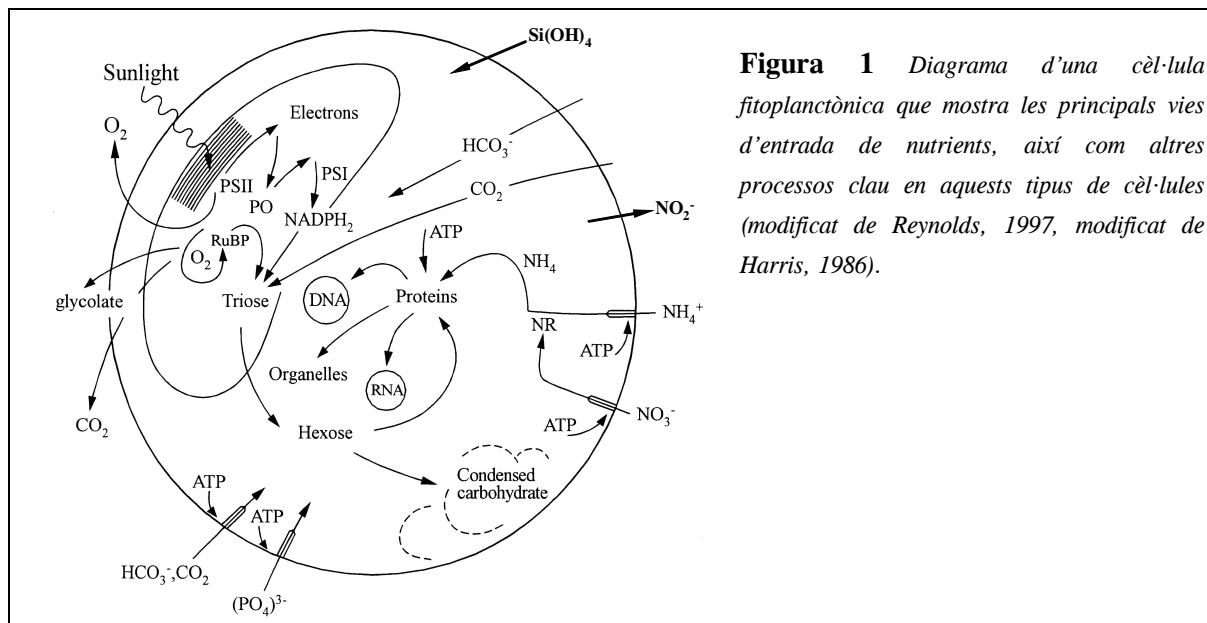 Si(OH)4
Sunlight
O2
Electrons
HCO3-
PSII
PSI
CO2
PO
NADPH2
NO2-
RuBP
ATP
O2
NH4
glycolate
Triose
DNA
Proteins
NR
NH4+
ATP
Organelles
RNA
CO2
Hexose
ATP
NO3-
Condensed
carbohydrate
ATP
ATP
HCO3-,CO2
(PO4)3-
Figura 1 Diagrama d'una cèl·lula
fitoplanctònica que mostra les principals vies
d'entrada de nutrients, així com altres
processos clau en aquests tipus de cèl·lules
(modificat de Reynolds, 1997, modificat de
Harris, 1986).